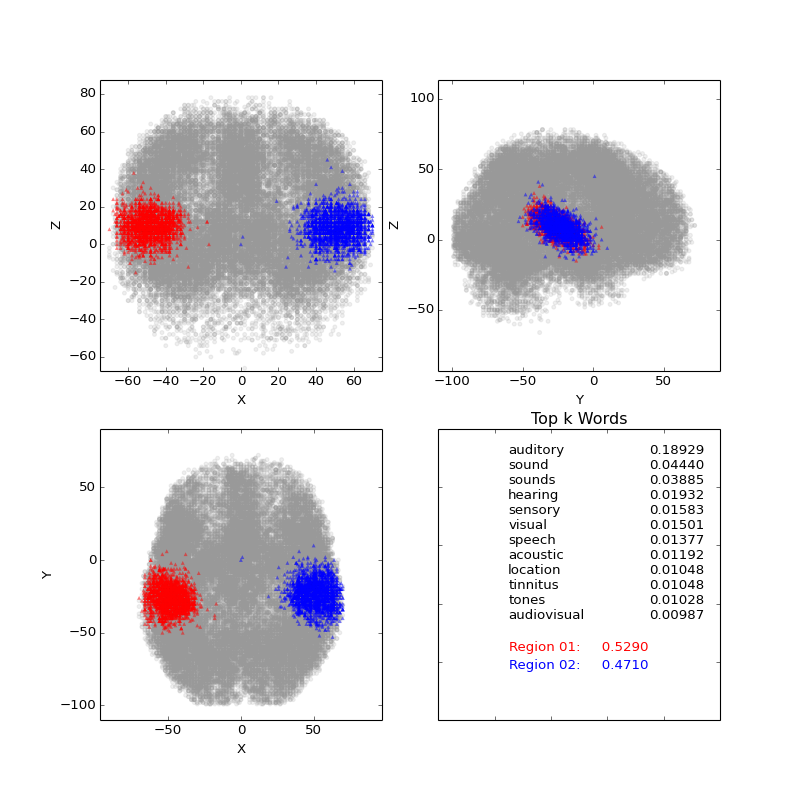 80
60
40
20
0
−20
−40
−60
Z
−60 −40 −20 0 20 40 60
X
100
50
0
−50
Z
−100 −50 0 50
Y
50
0
−50
−100
Y
−50 0 50
X
Top k Words
auditory 0.18929
sound 0.04440
sounds 0.03885
hearing 0.01932
sensory 0.01583
visual 0.01501
speech 0.01377
acoustic 0.01192
location 0.01048
tinnitus 0.01048
tones 0.01028
audiovisual 0.00987
Region 01: 0.5290
Region 02: 0.4710